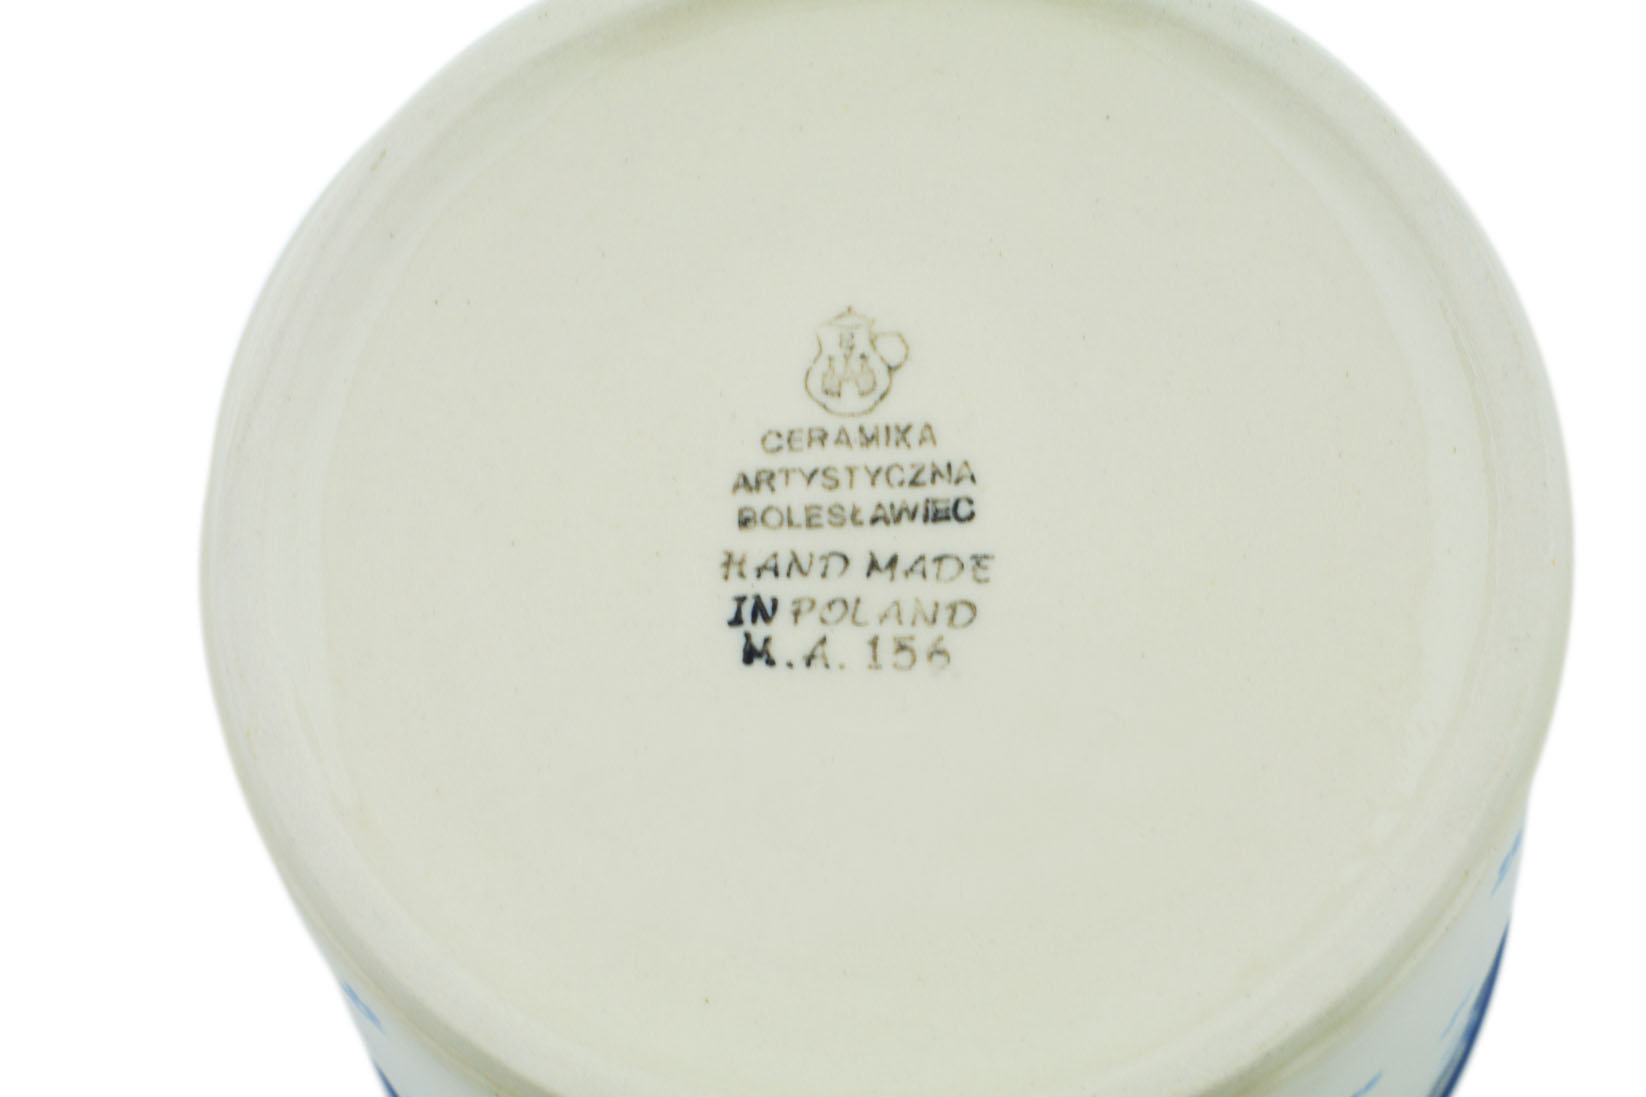 CERAMIKA
ARTYSTYCZNA
BOLESŁAWIEC
HAND MADE
IN POLAND
M.A. 156